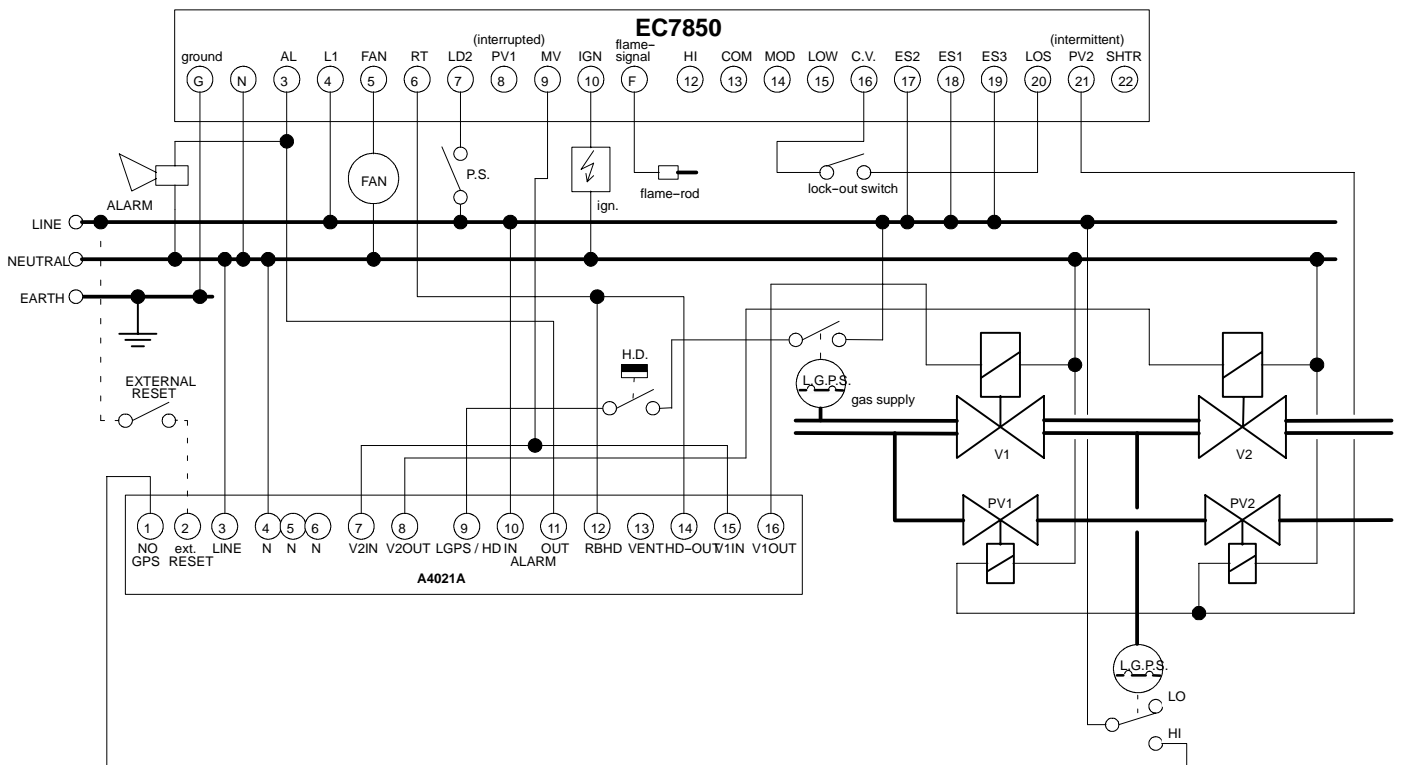 EC7850
(interrupted) (intermittent)
ground AL L1 FAN RT LD2 PV1 MV IGN flame-signal HI COM MOD LOW C.V. ES2 ES1 ES3 LOS PV2 SHTR
G N 3 4 5 6 7 8 9 10 F 12 13 14 15 16 17 18 19 20 21 22
ALARM
FAN
P.S.
ign.
flame-rod
lock-out switch
LINE
NEUTRAL
EARTH
EXTERNAL
RESET
H.D.
L.G.P.S.
gas supply
V1
V2
PV1
PV2
1 2 3 4 5 6 7 8 9 10 11 12 13 14 15 16
NO GPS
ext. RESET
LINE
N
N
N
V2IN
V2OUT
LGPS / HD
IN
OUT
ALARM
RBHD
VENT
HD-OUT
V1IN
V1OUT
A4021A
L.G.P.S.
LO
HI